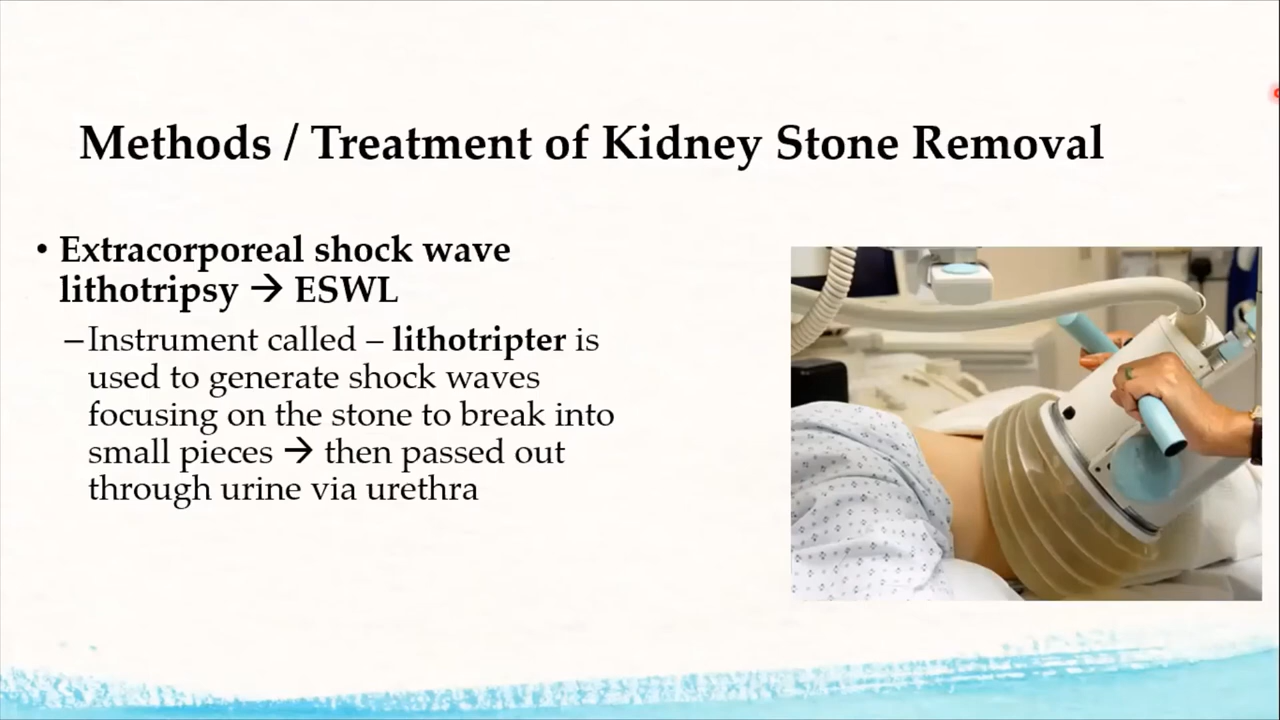 Methods / Treatment of Kidney Stone Removal
• Extracorporeal shock wave
lithotripsy → ESWL
–Instrument called – lithotripter is
used to generate shock waves
focusing on the stone to break into
small pieces → then passed out
through urine via urethra